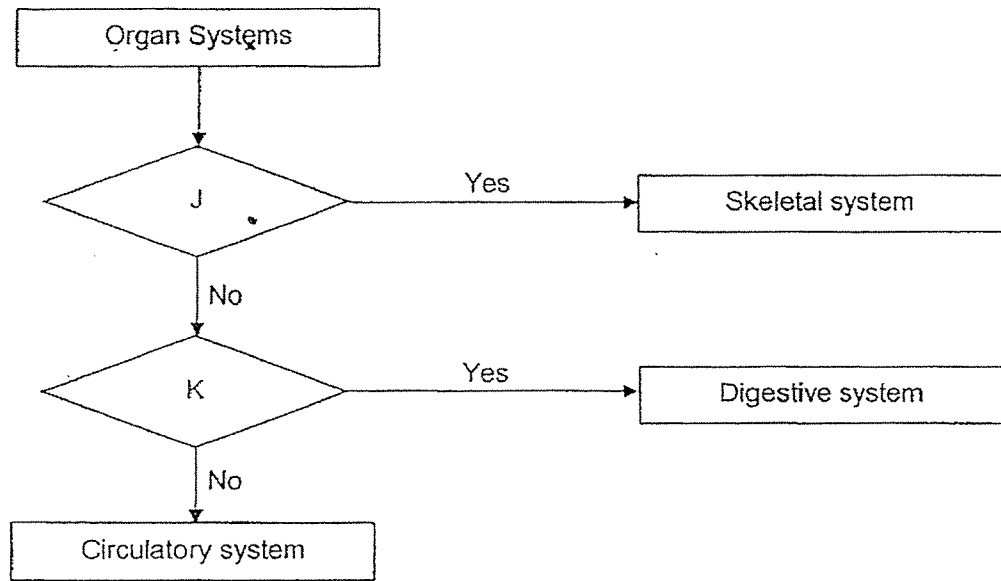 Organ Systems
J
Yes
Skeletal system
No
K
Yes
Digestive system
No
Circulatory system